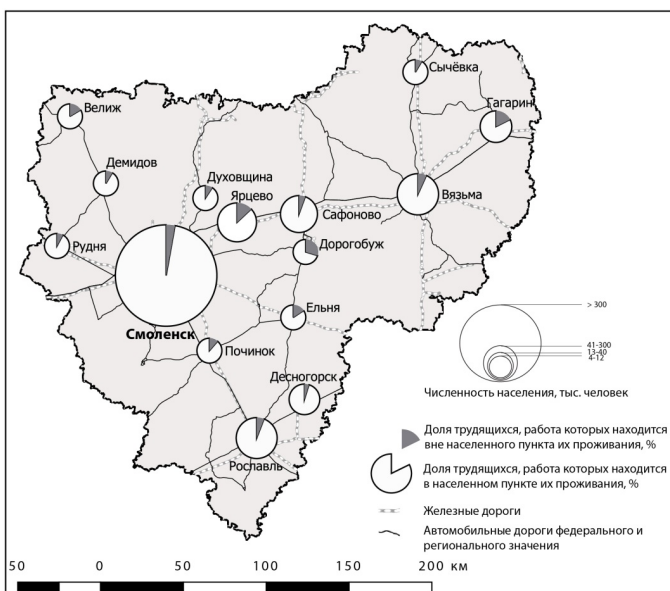 Сычёвка
Гагарин
Велиж
Демидов
Духовщина
Ярцево
Вязьма
Сафоново
Рудня
Дорогобуж
Ельня
Смоленск
Починок
Десногорск
Рославль
> 300
41-300
13-40
4-12
Численность населения, тыс. человек
Доля трудящихся, работа которых находится
вне населенного пункта их проживания, %
Доля трудящихся, работа которых находится
в населенном пункте их проживания, %
Железные дороги
Автомобильные дороги федерального и
регионального значения
50 0 50 100 150 200 км